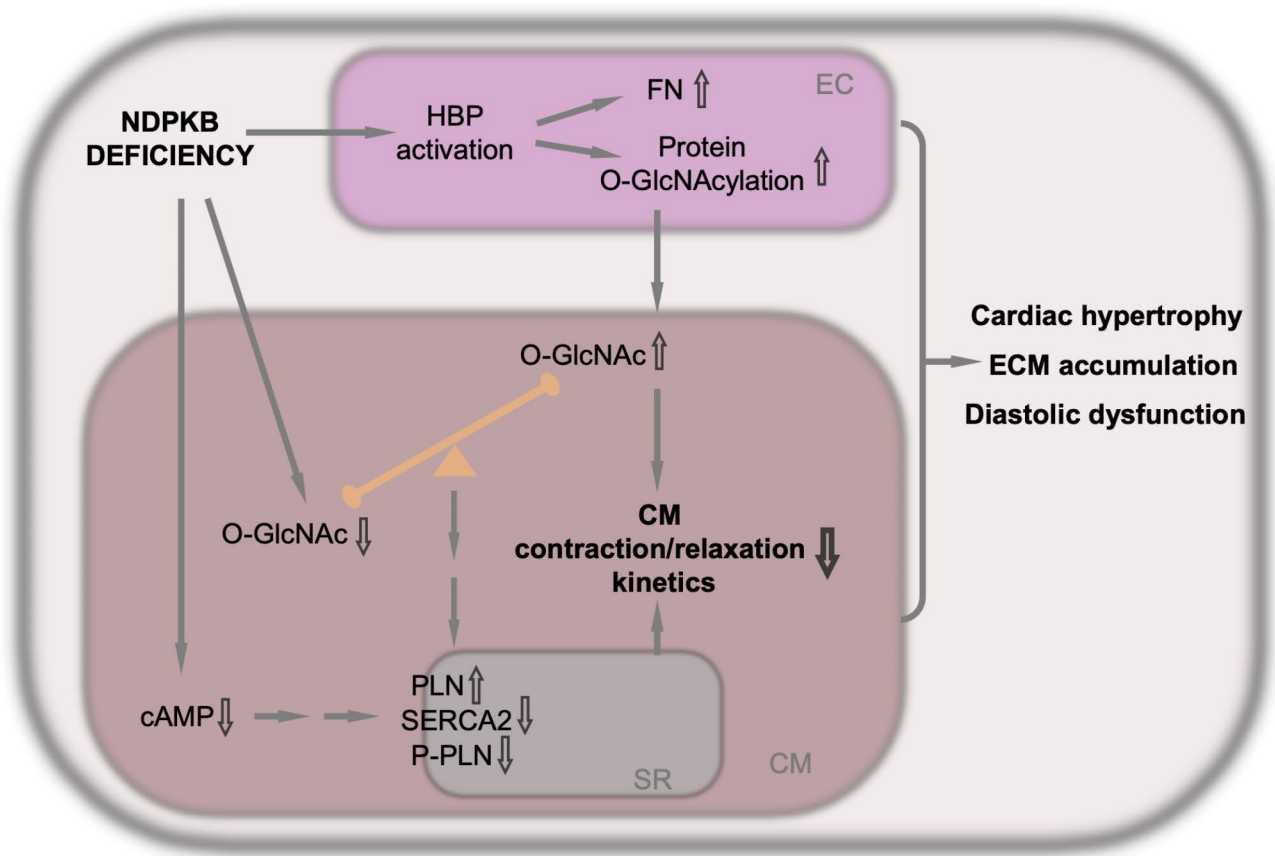 NDPKB
DEFICIENCY
HBP
activation
FN
EC
Protein
O-GlcNAcylation
O-GlcNAc
O-GlcNAc
CM
contraction/relaxation
kinetics
Cardiac hypertrophy
ECM accumulation
Diastolic dysfunction
cAMP
PLN
SERCA2
P-PLN
SR
CM